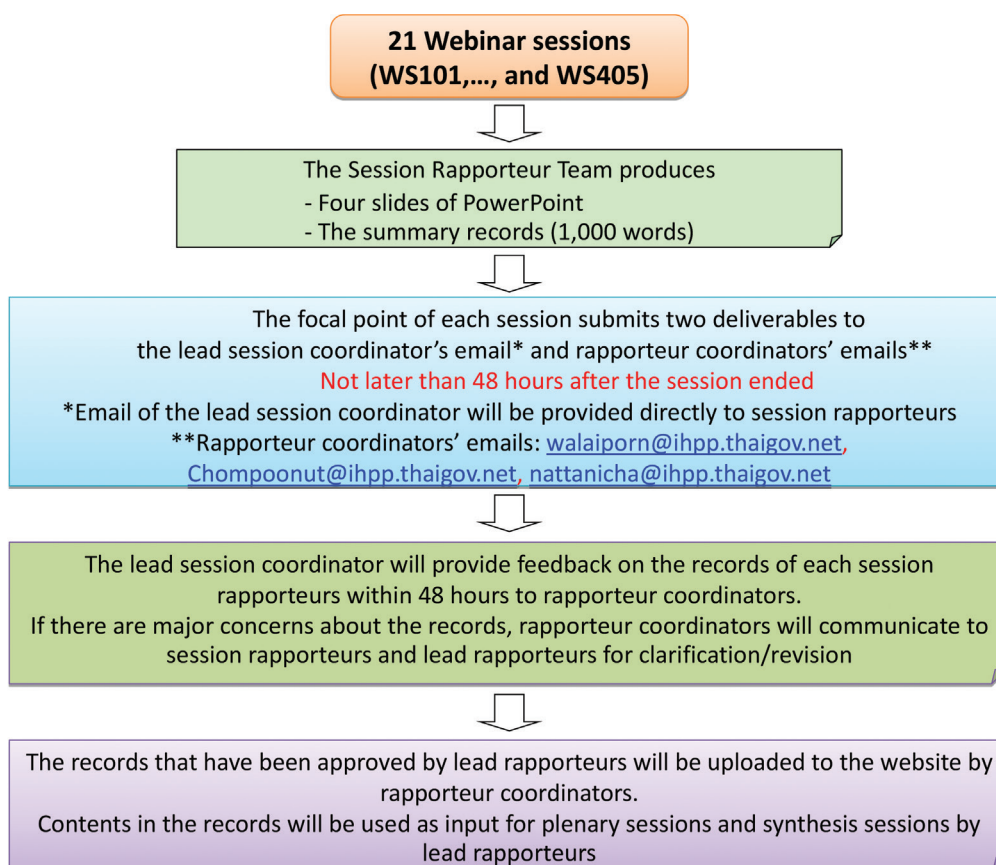 21 Webinar sessions
(WS101,..., and WS405)
The Session Rapporteur Team produces
- Four slides of PowerPoint
- The summary records (1,000 words)
The focal point of each session submits two deliverables to
the lead session coordinator's email* and rapporteur coordinators' emails**
Not later than 48 hours after the session ended
*Email of the lead session coordinator will be provided directly to session rapporteurs
**Rapporteur coordinators' emails: walaiporn@ihpp.thaigov.net,
Chompoonut@ihpp.thaigov.net, nattanicha@ihpp.thaigov.net
The lead session coordinator will provide feedback on the records of each session
rapporteurs within 48 hours to rapporteur coordinators.
If there are major concerns about the records, rapporteur coordinators will communicate to
session rapporteurs and lead rapporteurs for clarification/revision
The records that have been approved by lead rapporteurs will be uploaded to the website by
rapporteur coordinators.
Contents in the records will be used as input for plenary sessions and synthesis sessions by
lead rapporteurs